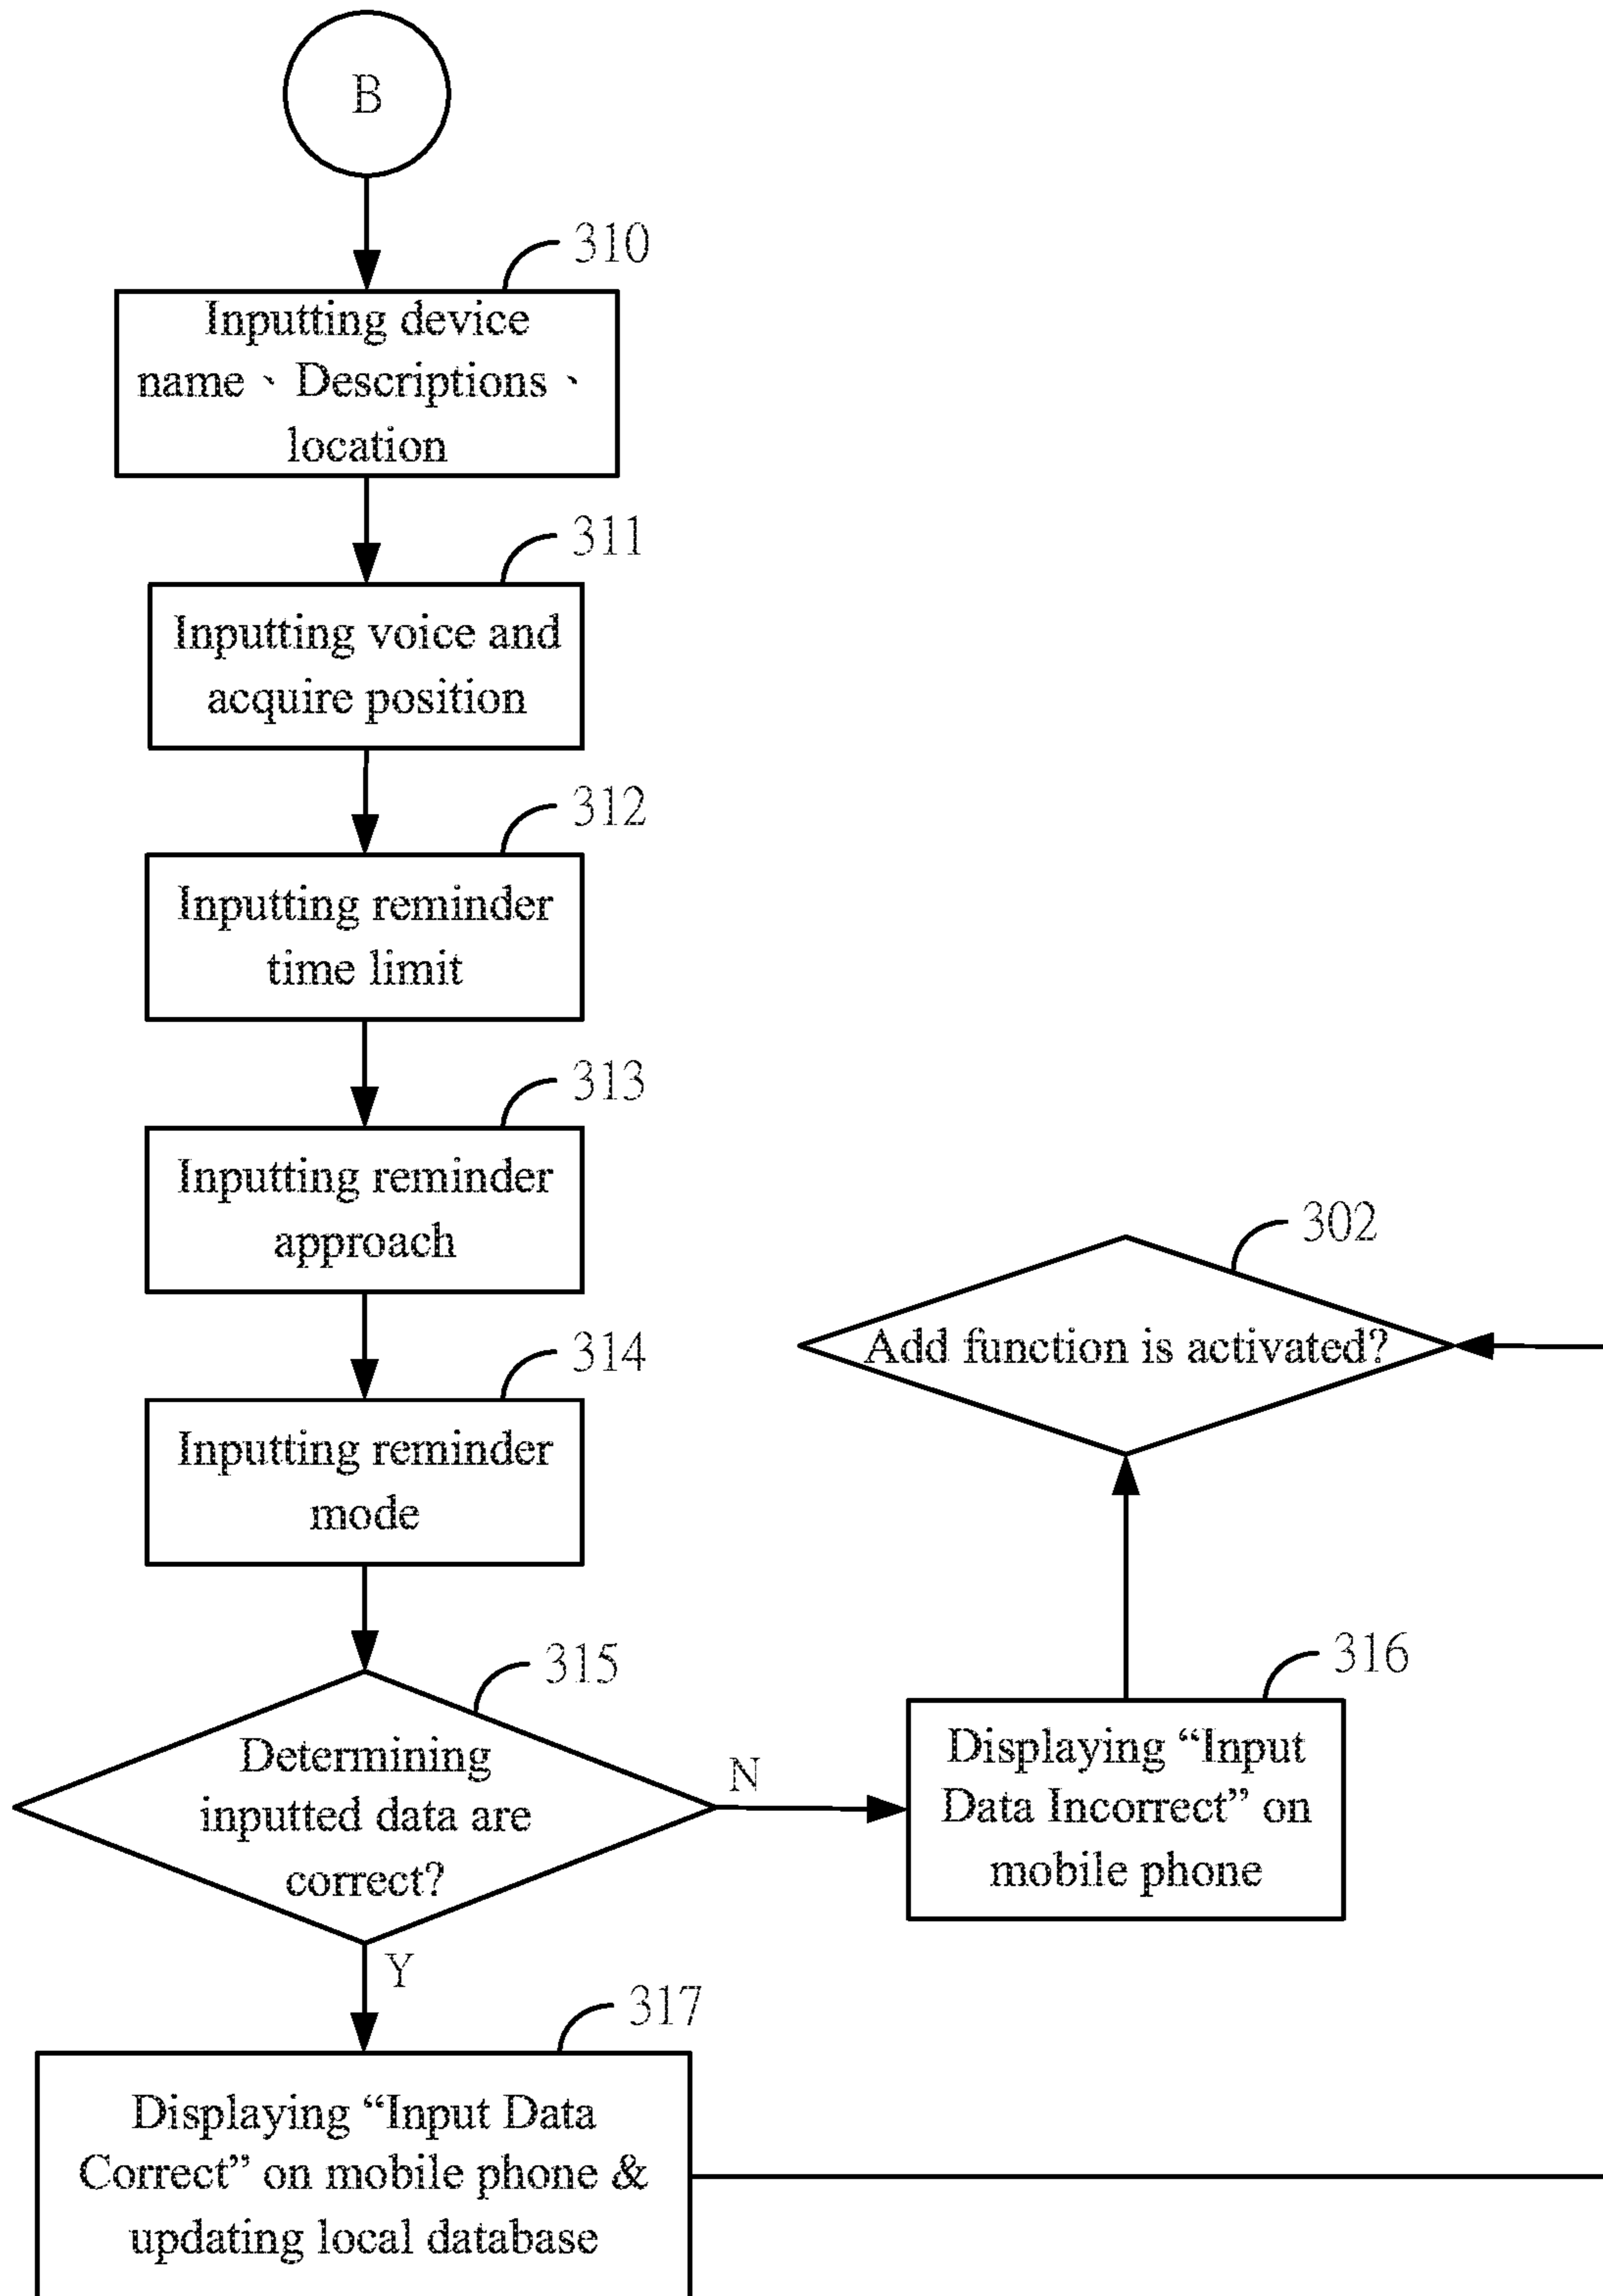 B
310
Inputting device
name、Descriptions、
location
311
Inputting voice and
acquire position
312
Inputting reminder
time limit
313
Inputting reminder
approach
302
Add function is activated?
314
Inputting reminder
mode
315
Determining
inputted data are
correct?
N
Y
316
Displaying “Input
Data Incorrect” on
mobile phone
317
Displaying “Input Data
Correct” on mobile phone &
updating local database